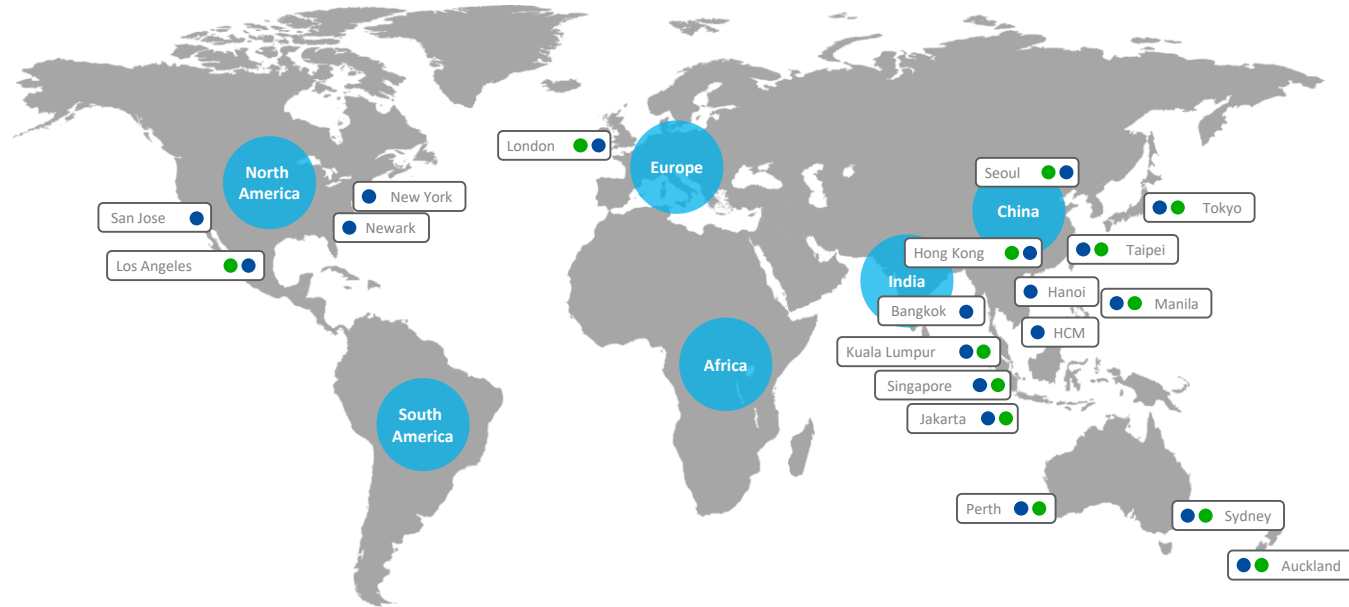 London
Europe
North
America
Seoul
China
New York
Tokyo
San Jose
Newark
Hong Kong
Taipei
Los Angeles
India
Hanoi
Bangkok
Manila
HCM
Kuala Lumpur
Africa
Singapore
South
America
Jakarta
Perth
Sydney
Auckland